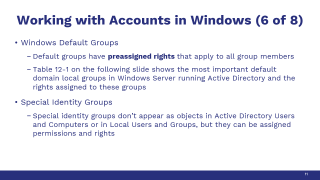 Working with Accounts in Windows (6 of 8)
• Windows Default Groups
– Default groups have preassigned rights that apply to all group members
– Table 12-1 on the following slide shows the most important default
domain local groups in Windows Server running Active Directory and the
rights assigned to these groups
• Special Identity Groups
– Special identity groups don't appear as objects in Active Directory Users
and Computers or in Local Users and Groups, but they can be assigned
permissions and rights